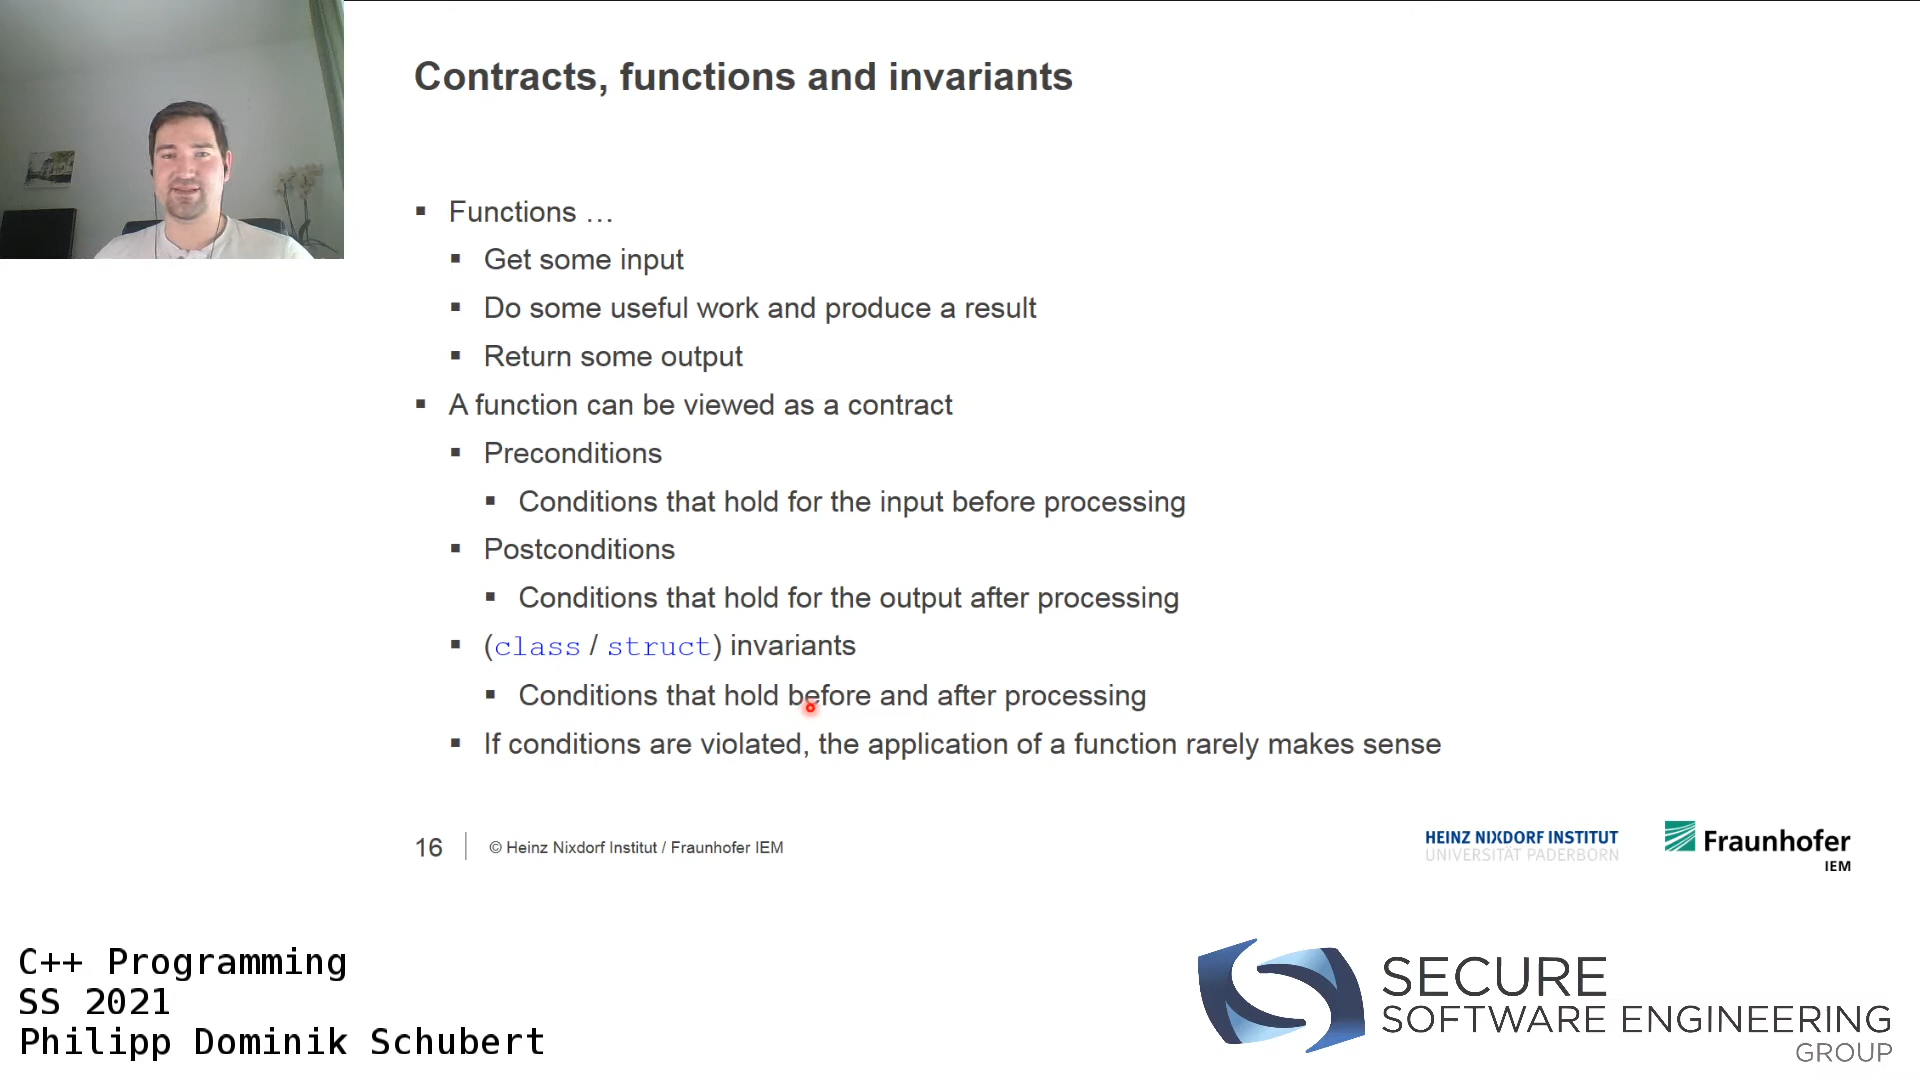 Contracts, functions and invariants
Functions …
Get some input
Do some useful work and produce a result
Return some output
A function can be viewed as a contract
Preconditions
Conditions that hold for the input before processing
Postconditions
Conditions that hold for the output after processing
(class / struct) invariants
Conditions that hold before and after processing
If conditions are violated, the application of a function rarely makes sense
16
© Heinz Nixdorf Institut / Fraunhofer IEM
HEINZ NIXDORF INSTITUT
UNIVERSITÄT PADERBORN
Fraunhofer
IEM
C++ Programming
SS 2021
Philipp Dominik Schubert
SECURE
SOFTWARE ENGINEERING
GROUP